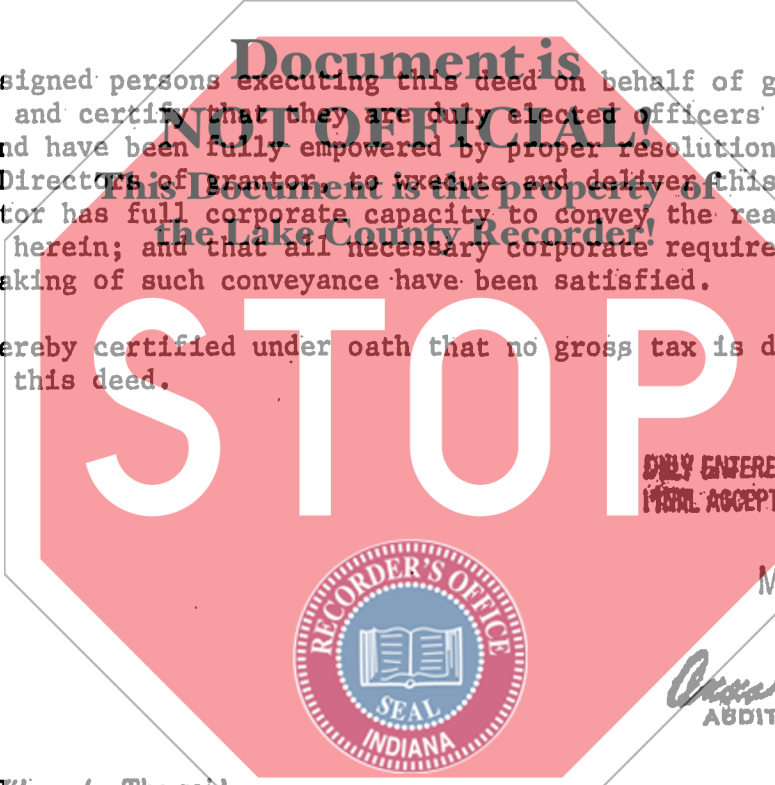 Document is
signed persons executing this deed on behalf of g
and certify that they are duly elected officers
NOT OFFICIAL!
nd have been fully empowered by proper resolution
Directors of grantor, to execute and deliver this
This Document is the property of
tor has full corporate capacity to convey the rea
the Lake County Recorder!
herein; and that all necessary corporate require
aking of such conveyance have been satisfied.
STOP
ereby certified under oath that no gross tax is d
this deed.
ENTERE
ACCEPT
M
RECORDER'S OFFICE
SEAL
INDIANA
AUDIT